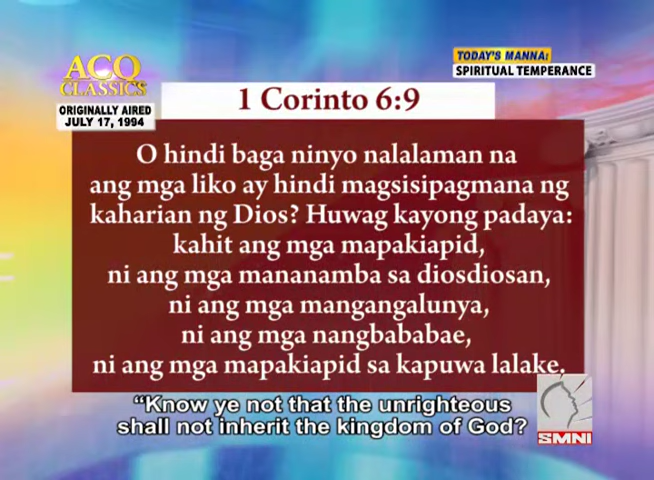 ACQ
CLASSICS
ORIGINALLY AIRED
JULY 17, 1994
TODAY'S MANNA:
SPIRITUAL TEMPERANCE
1 Corinto 6:9
O hindi baga ninyo nalalaman na
ang mga liko ay hindi magsisipagmana ng
kaharian ng Dios? Huwag kayong padaya:
kahit ang mga mapakiapid,
ni ang mga mananamba sa diosdiosan,
ni ang mga mangangalunya,
ni ang mga nangbababae,
ni ang mga mapakiapid sa kapuwa lalake.
“Know ye not that the unrighteous
shall not inherit the kingdom of God?
SMNI